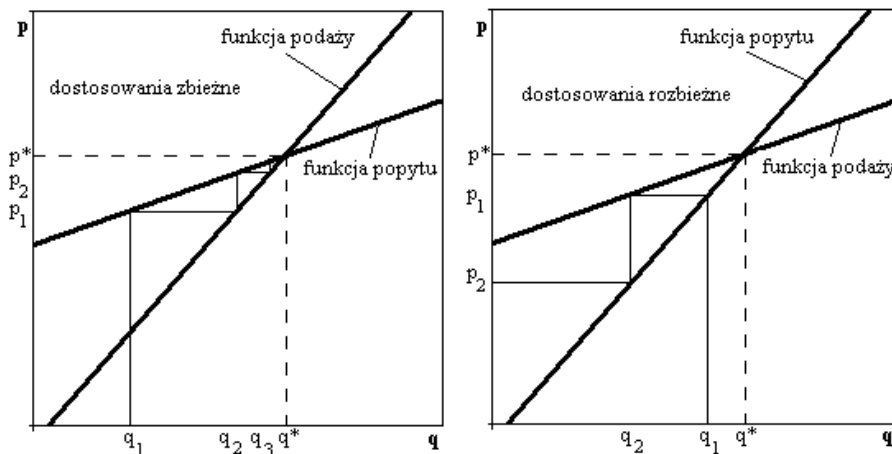 p
funkcja podaży
dostosowania zbieżne
p*
funkcja popytu
p2
p1
q1 q2 q3 q* q
p
funkcja popytu
dostosowania rozbieżne
p*
funkcja podaży
p1
p2
q2 q1 q* q